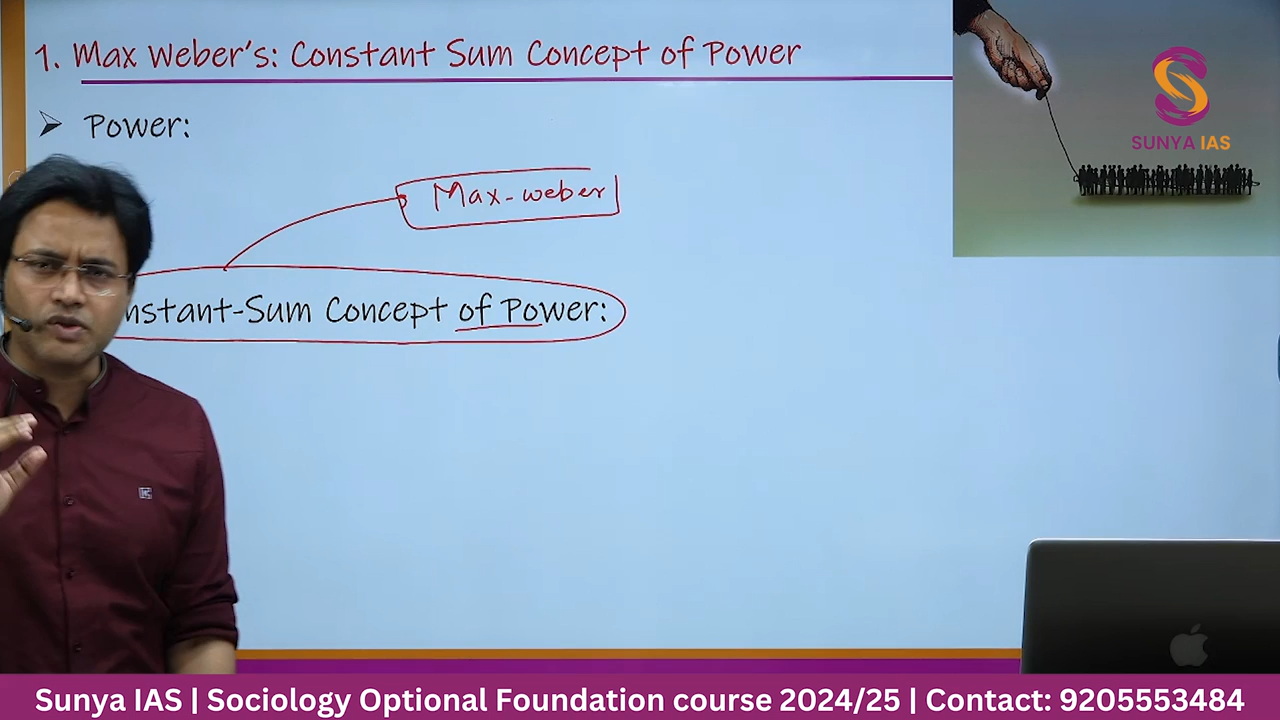 1. Max Weber's: Constant Sum Concept of Power
➢ Power:
SUNYA IAS
Max-weber
nstant-Sum Concept of Power:
Sunya IAS | Sociology Optional Foundation course 2024/25 | Contact: 9205553484